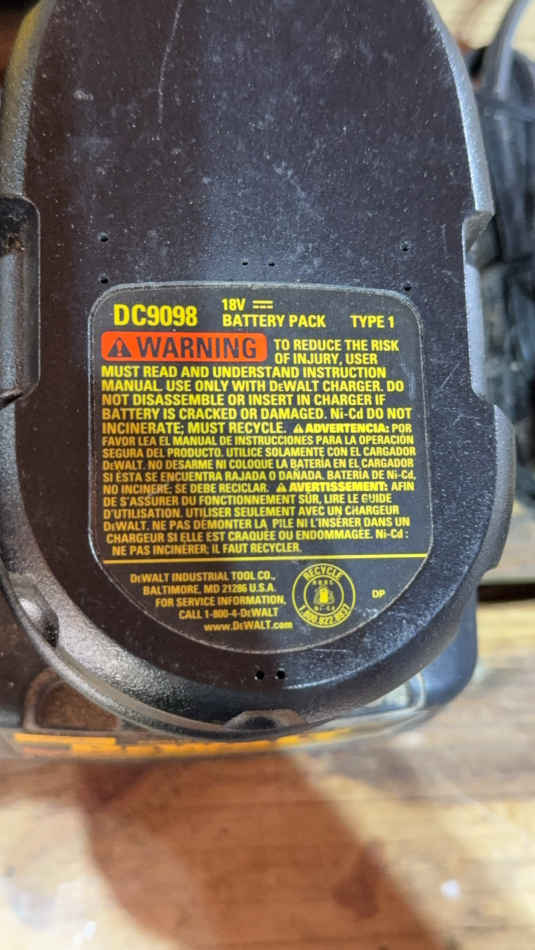 DC9098
18V ⎓
BATTERY PACK TYPE 1
⚠WARNING TO REDUCE THE RISK
OF INJURY, USER
MUST READ AND UNDERSTAND INSTRUCTION
MANUAL. USE ONLY WITH DEWALT CHARGER. DO
NOT DISASSEMBLE OR INSERT IN CHARGER IF
BATTERY IS CRACKED OR DAMAGED. Ni-Cd DO NOT
INCINERATE; MUST RECYCLE. ⚠ADVERTENCIA: POR
FAVOR LEA EL MANUAL DE INSTRUCCIONES PARA LA OPERACIÓN
SEGURA DEL PRODUCTO. UTILICE SOLAMENTE CON EL CARGADOR
DEWALT. NO DESARME NI COLOQUE LA BATERÍA EN EL CARGADOR
SI ÉSTA SE ENCUENTRA RAJADA O DAÑADA. BATERÍA DE Ni-Cd,
NO INCINERE; SE DEBE RECICLAR. ⚠AVERTISSEMENT: AFIN
DE S'ASSURER DU FONCTIONNEMENT SÛR, LIRE LE GUIDE
D'UTILISATION. UTILISER SEULEMENT AVEC UN CHARGEUR
DEWALT. NE PAS DÉMONTER LA PILE NI L'INSÉRER DANS UN
CHARGEUR SI ELLE EST CRAQUÉE OU ENDOMMAGÉE. Ni-Cd :
NE PAS INCINÉRER; IL FAUT RECYCLER.
DEWALT INDUSTRIAL TOOL CO.,
BALTIMORE, MD 21286 U.S.A.
FOR SERVICE INFORMATION,
CALL 1-800-4-DEWALT
www.DEWALT.com
RECYCLE
RBRC
Ni-Cd
1.800.822.8837
DP